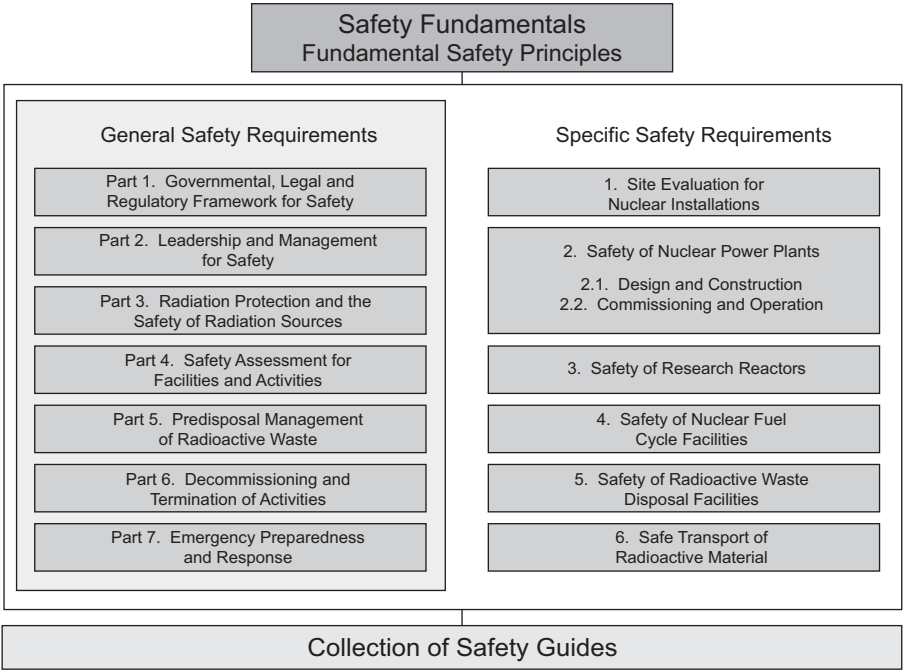 Safety Fundamentals
Fundamental Safety Principles
General Safety Requirements
Part 1. Governmental, Legal and
Regulatory Framework for Safety
Part 2. Leadership and Management
for Safety
Part 3. Radiation Protection and the
Safety of Radiation Sources
Part 4. Safety Assessment for
Facilities and Activities
Part 5. Predisposal Management
of Radioactive Waste
Part 6. Decommissioning and
Termination of Activities
Part 7. Emergency Preparedness
and Response
Specific Safety Requirements
1. Site Evaluation for
Nuclear Installations
2. Safety of Nuclear Power Plants
2.1. Design and Construction
2.2. Commissioning and Operation
3. Safety of Research Reactors
4. Safety of Nuclear Fuel
Cycle Facilities
5. Safety of Radioactive Waste
Disposal Facilities
6. Safe Transport of
Radioactive Material
Collection of Safety Guides